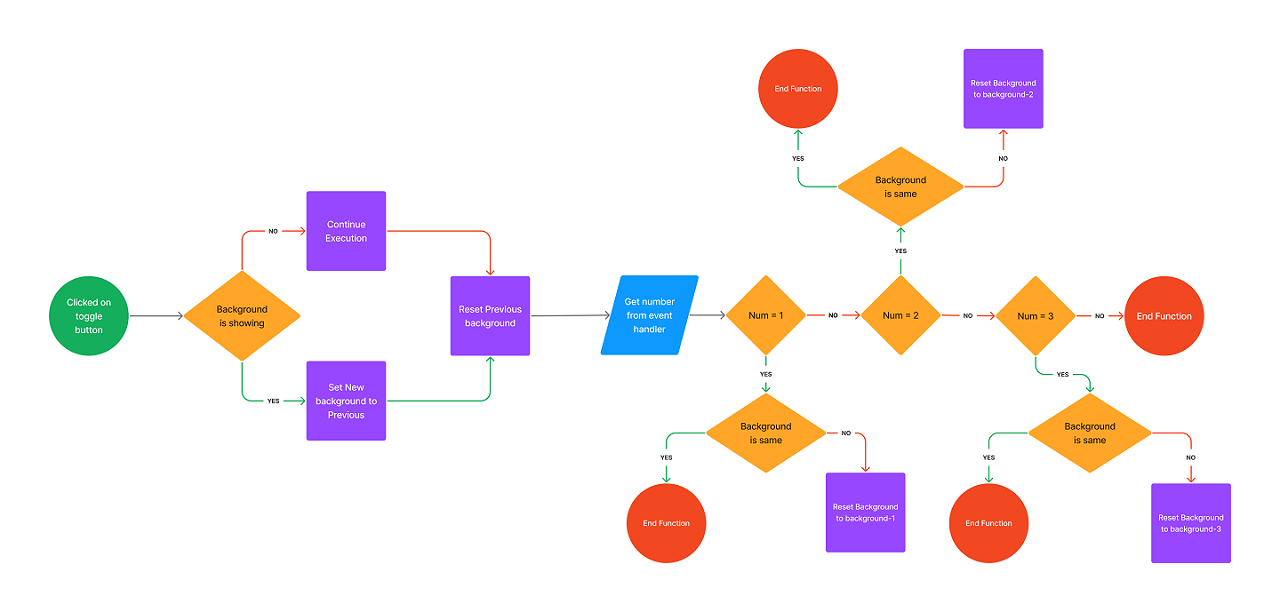 Clicked on
toggle
button
Background
is showing
NO
Continue
Execution
YES
Set New
background to
Previous
Reset Previous
background
Get number
from event
handler
Num = 1
YES
Background
is same
YES
End Function
NO
Reset Background
to background-1
NO
Num = 2
YES
Background
is same
YES
End Function
NO
Reset Background
to background-2
NO
Num = 3
YES
Background
is same
YES
End Function
NO
Reset Background
to background-3
NO
End Function